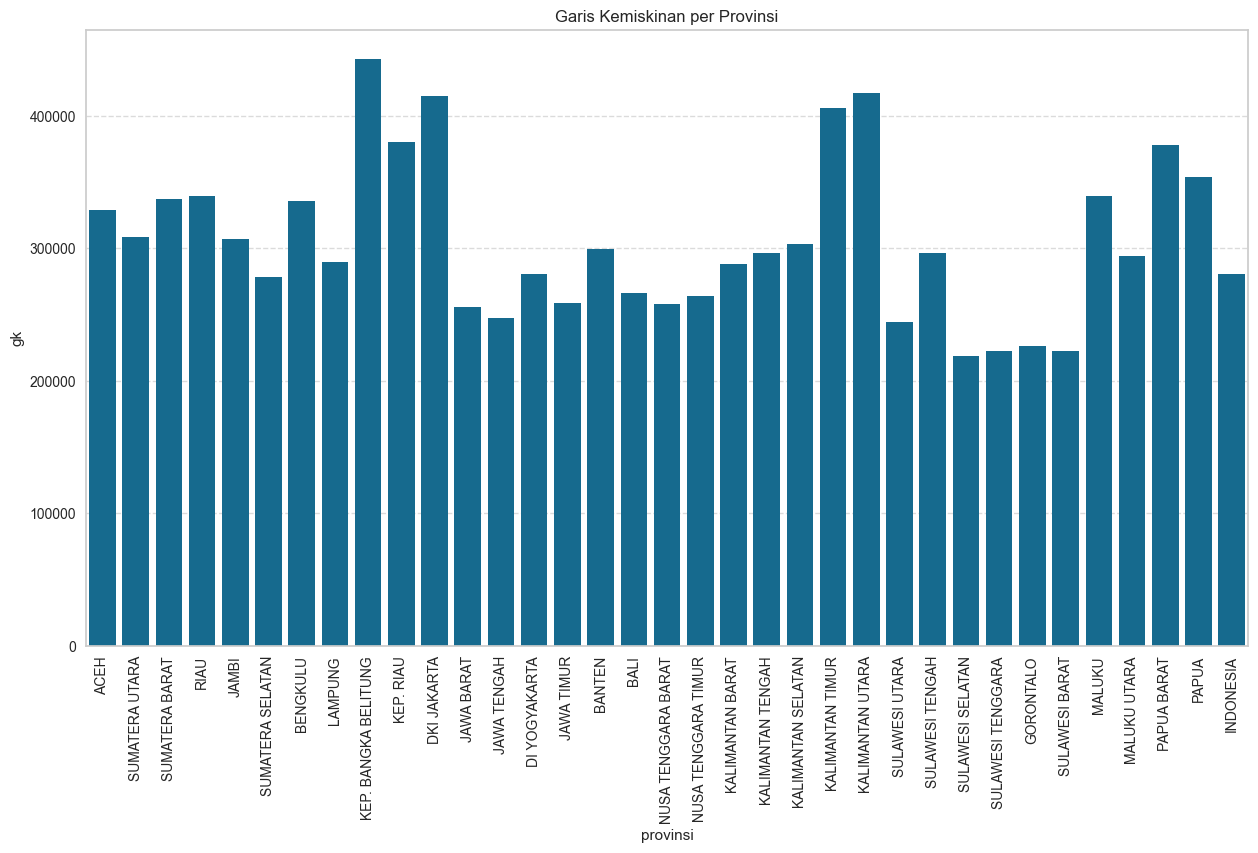 Garis Kemiskinan per Provinsi
gk
400000
300000
200000
100000
0
ACEH
SUMATERA UTARA
SUMATERA BARAT
RIAU
JAMBI
SUMATERA SELATAN
BENGKULU
LAMPUNG
KEP. BANGKA BELITUNG
KEP. RIAU
DKI JAKARTA
JAWA BARAT
JAWA TENGAH
DI YOGYAKARTA
JAWA TIMUR
BANTEN
BALI
NUSA TENGGARA BARAT
NUSA TENGGARA TIMUR
KALIMANTAN BARAT
KALIMANTAN TENGAH
KALIMANTAN SELATAN
KALIMANTAN TIMUR
KALIMANTAN UTARA
SULAWESI UTARA
SULAWESI TENGAH
SULAWESI SELATAN
SULAWESI TENGGARA
GORONTALO
SULAWESI BARAT
MALUKU
MALUKU UTARA
PAPUA BARAT
PAPUA
INDONESIA
provinsi